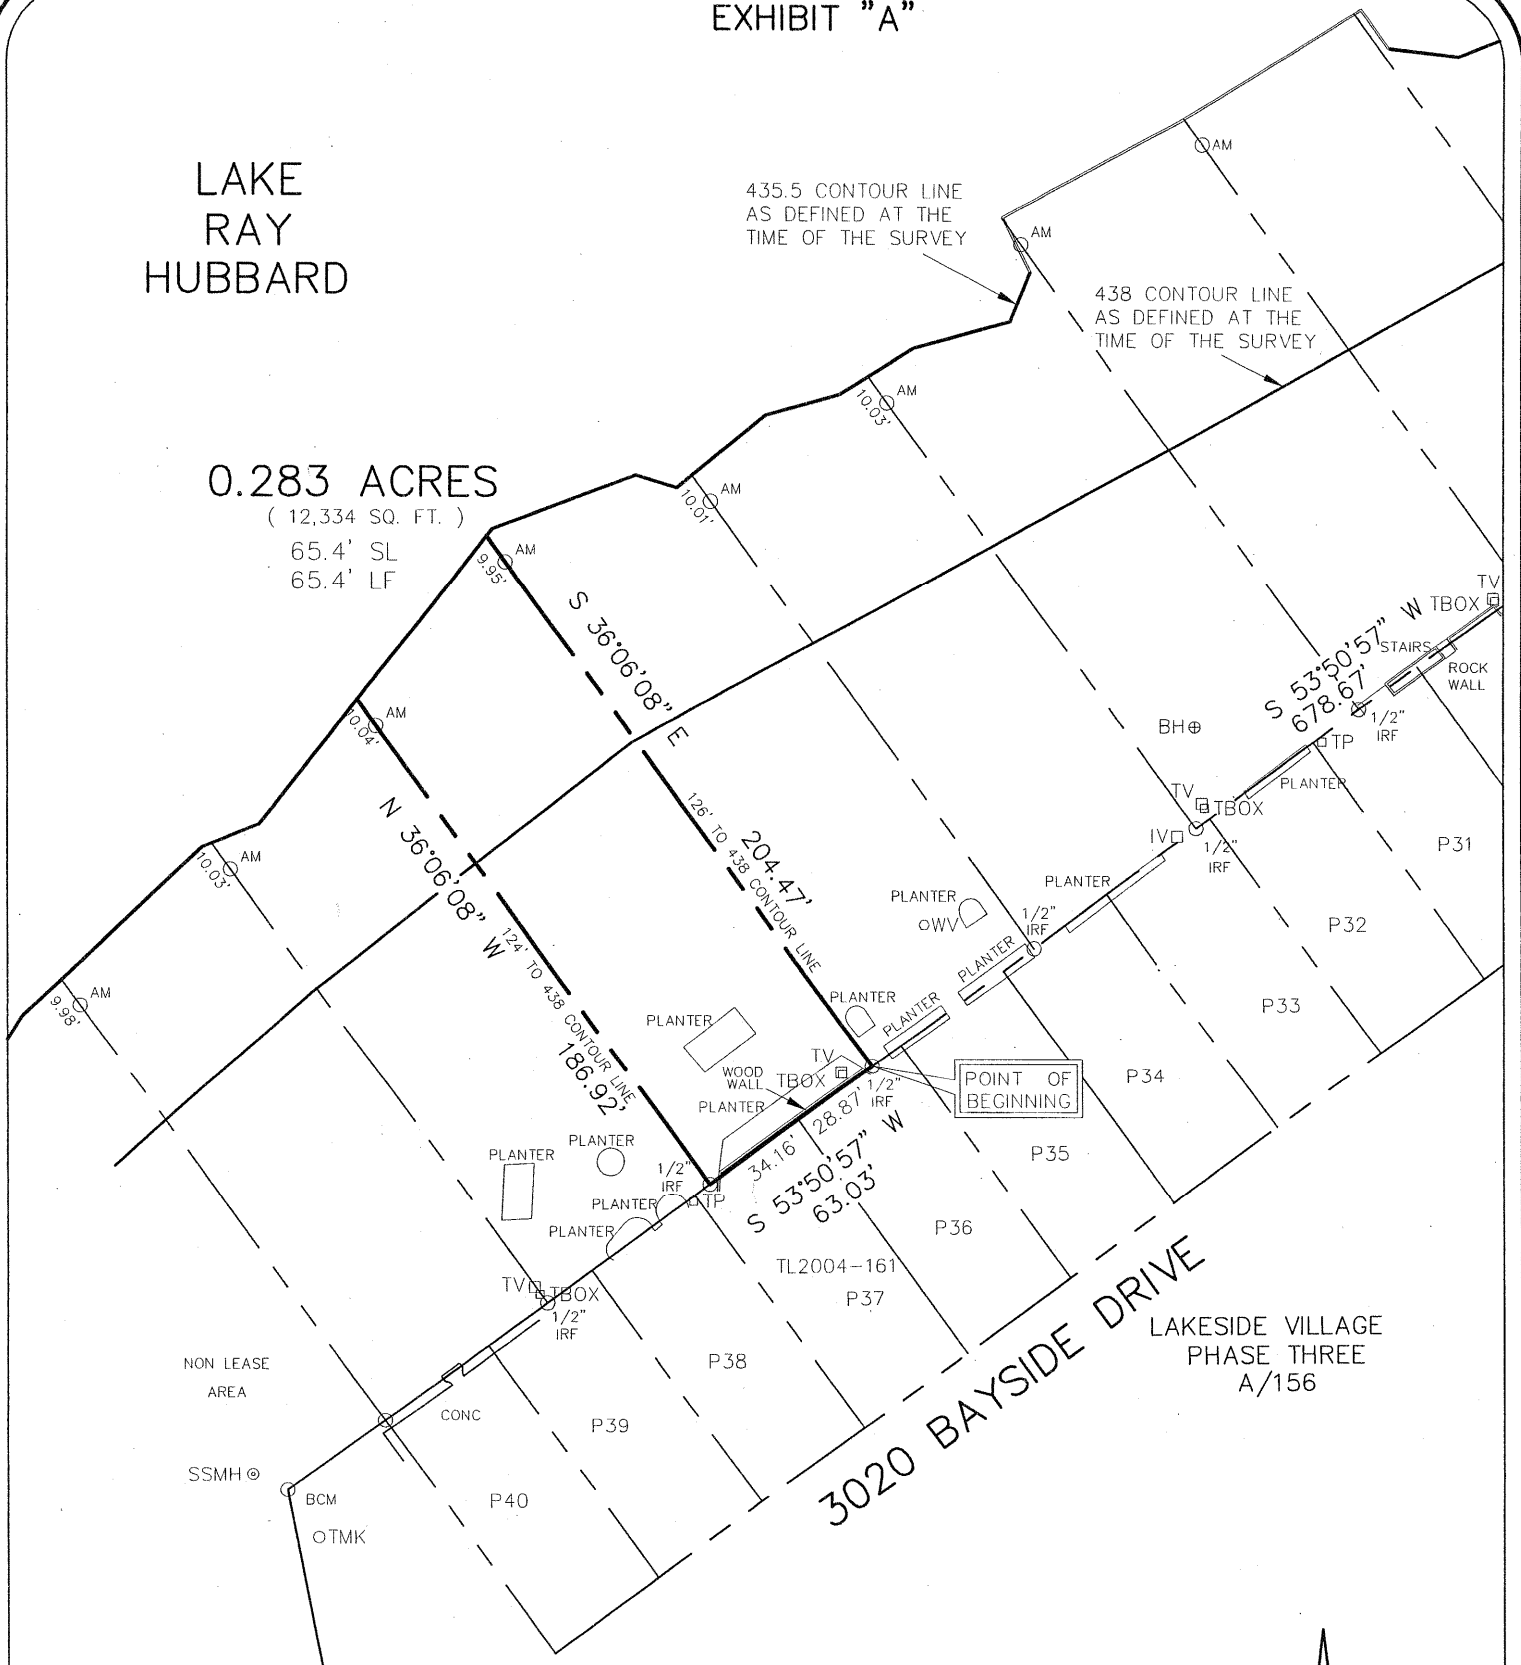 EXHIBIT "A"
LAKE
RAY
HUBBARD
435.5 CONTOUR LINE
AS DEFINED AT THE
TIME OF THE SURVEY
438 CONTOUR LINE
AS DEFINED AT THE
TIME OF THE SURVEY
AM
AM
AM
10.03'
AM
10.01'
0.283 ACRES
( 12,334 SQ. FT. )
65.4' SL
65.4' LF
AM
9.95'
S 36°06'08" E
204.47'
126' TO 438 CONTOUR LINE
AM
10.04'
N 36°06'08" W
186.92'
124' TO 438 CONTOUR LINE
AM
10.03'
AM
9.98'
TV
TBOX
S 53°50'57" W
678.67'
STAIRS
ROCK
WALL
1/2"
IRF
TP
BH
PLANTER
TV
TBOX
IV
1/2"
IRF
P31
PLANTER
PLANTER
WV
1/2"
IRF
P32
PLANTER
PLANTER
PLANTER
P33
PLANTER
TV
TBOX
WOOD
WALL
PLANTER
1/2"
IRF
POINT OF
BEGINNING
P34
28.87'
34.16'
S 53°50'57" W
63.03'
P35
PLANTER
PLANTER
1/2"
IRF
TP
PLANTER
PLANTER
P36
TL2004-161
P37
TV
TBOX
1/2"
IRF
3020 BAYSIDE DRIVE
LAKESIDE VILLAGE
PHASE THREE
A/156
NON LEASE
AREA
P38
CONC
P39
SSMH
BCM
P40
TMK